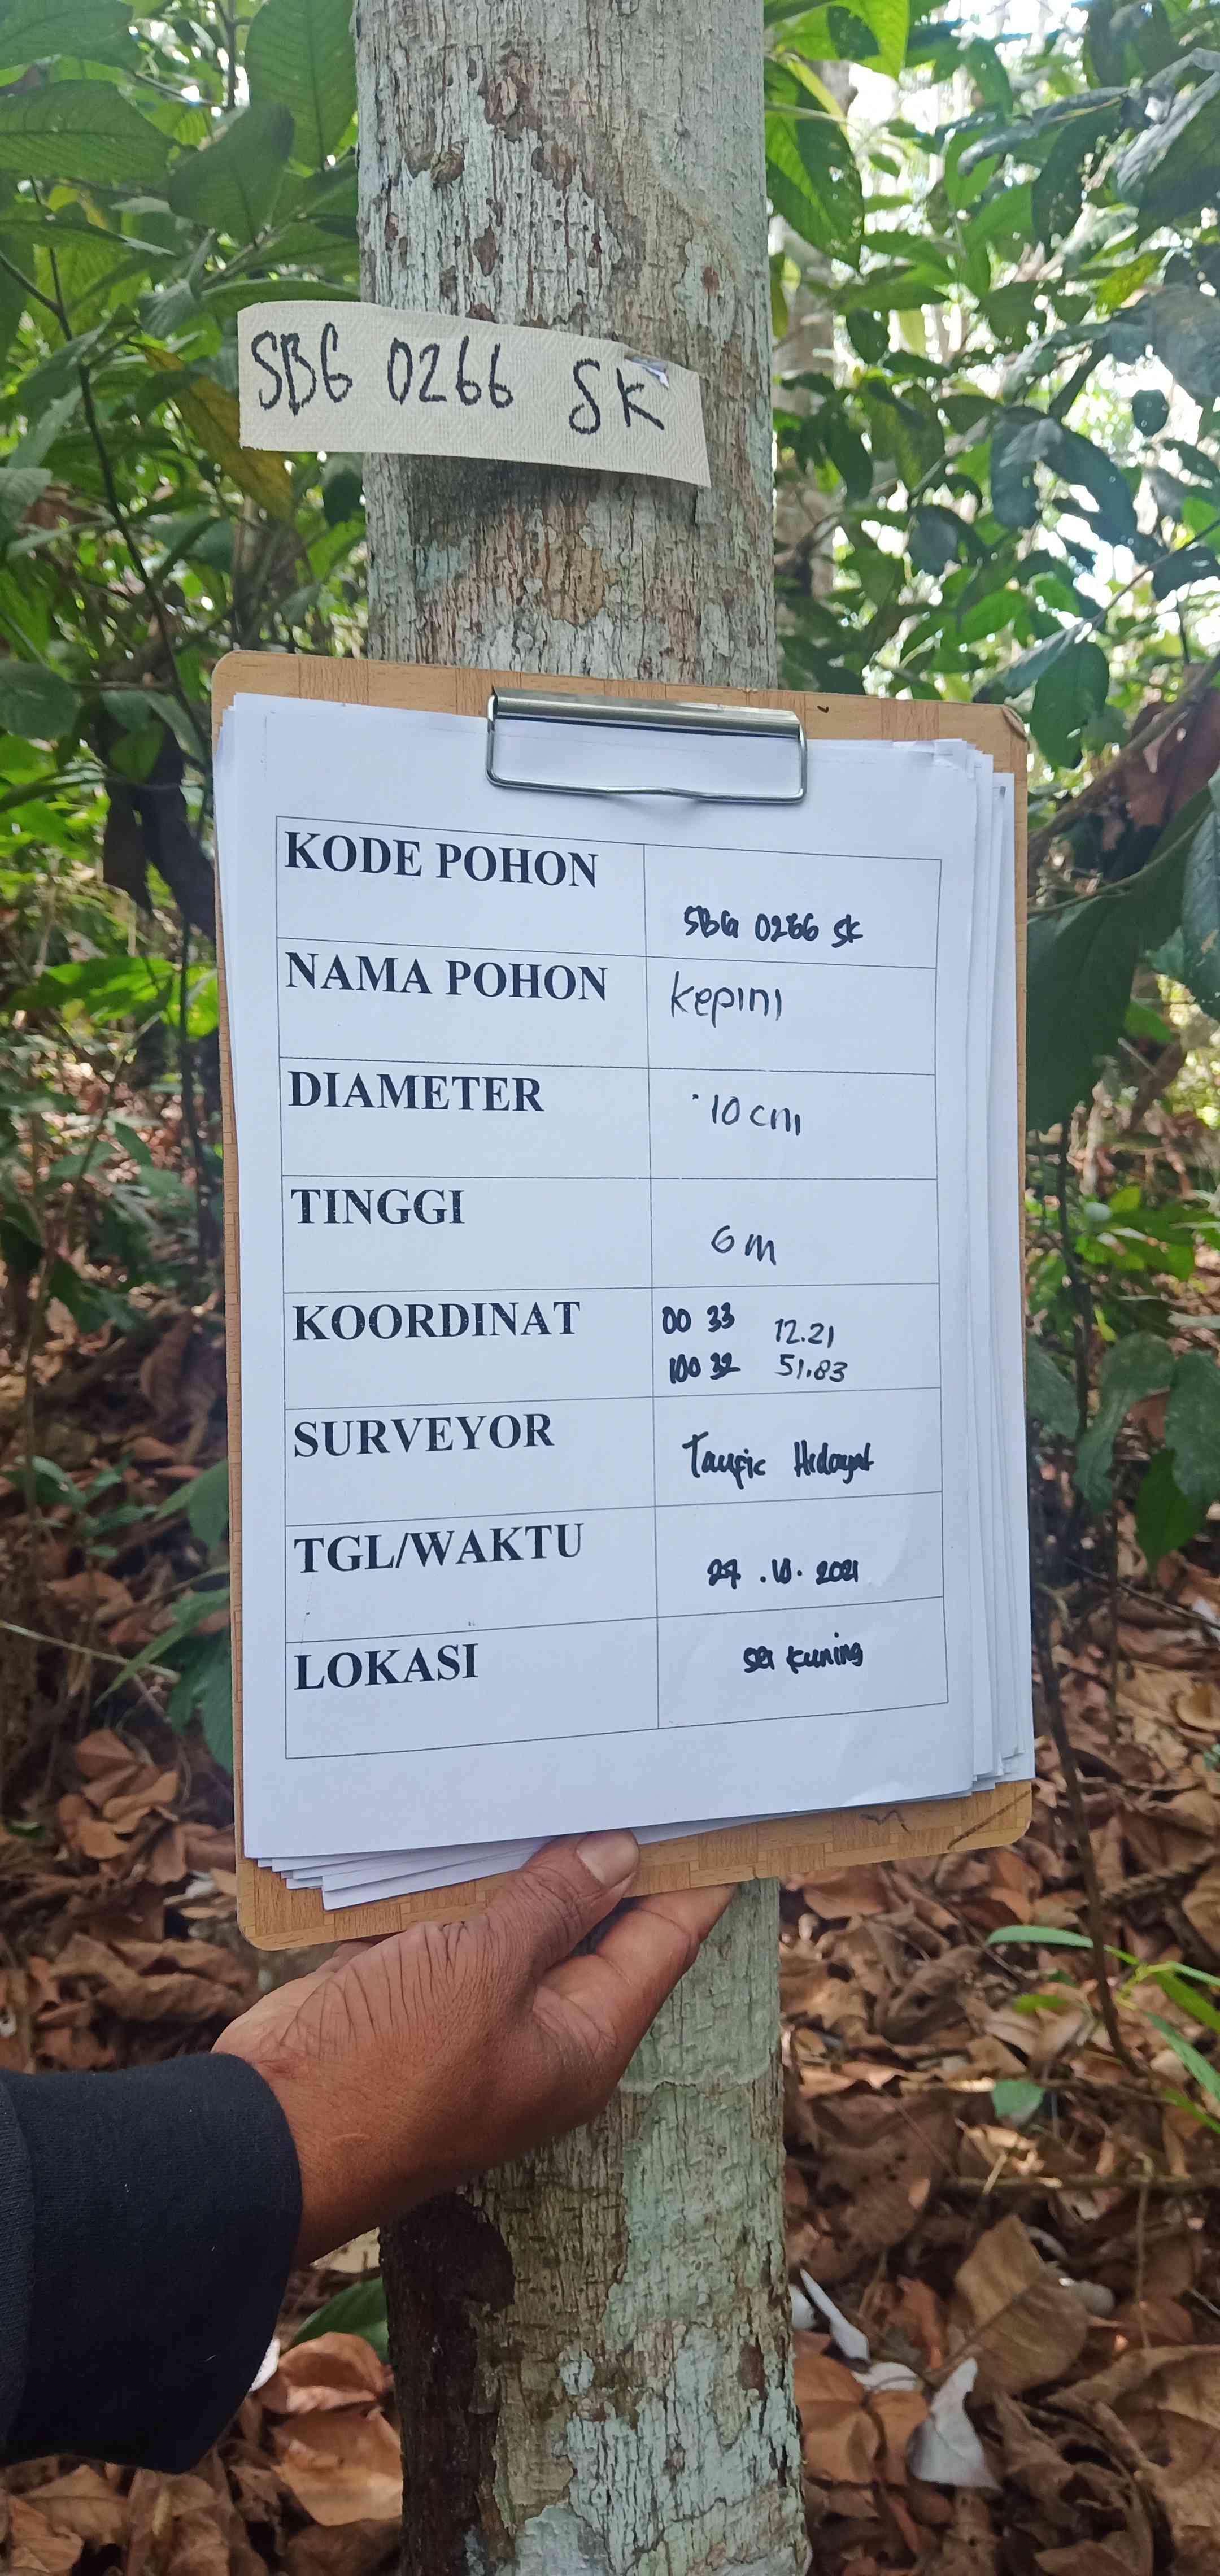 SBG 0266 SK
KODE POHON
SBG 0266 SK
NAMA POHON
Kepini
DIAMETER
10 cm
TINGGI
6 m
KOORDINAT
00 33 12.21
100 32 51.83
SURVEYOR
Taufic Hidayat
TGL/WAKTU
27.10.2021
LOKASI
sei kuning